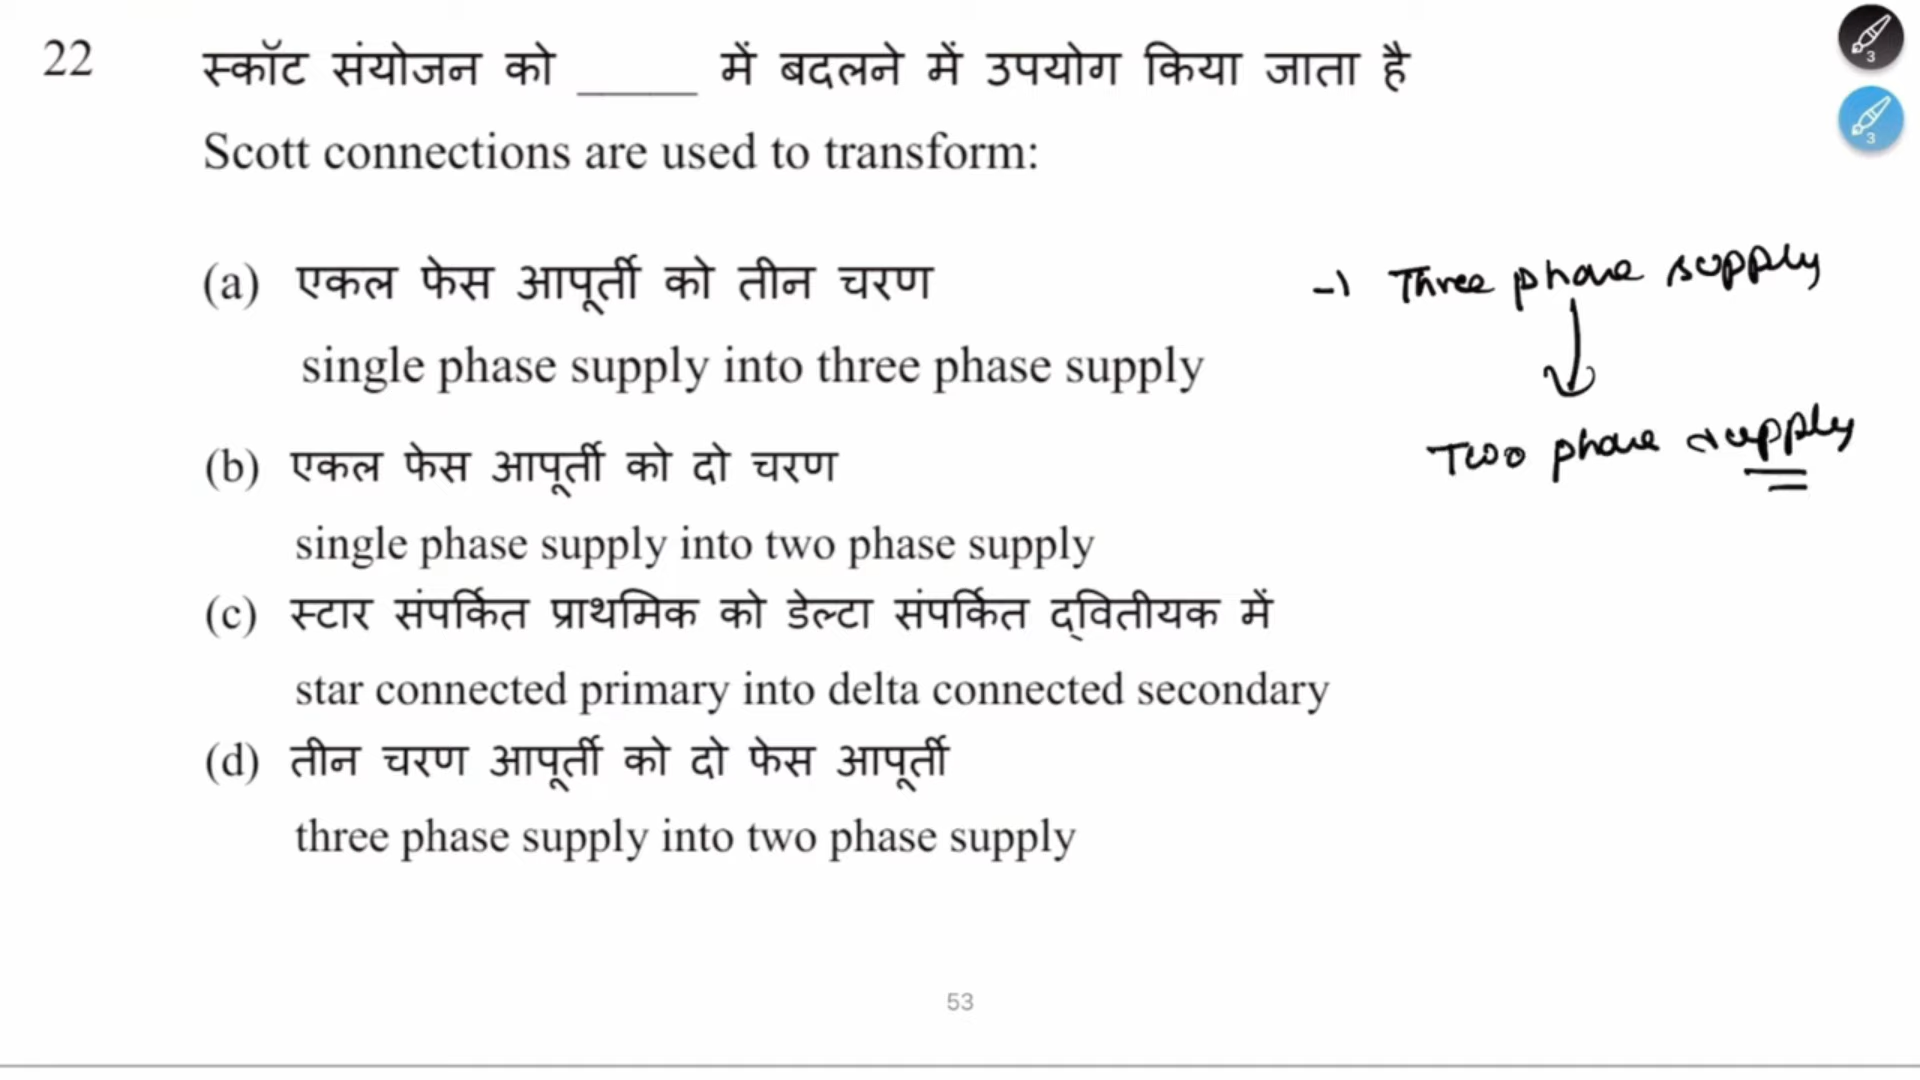 22 स्कॉट संयोजन को _____ में बदलने में उपयोग किया जाता है
Scott connections are used to transform:
(a) एकल फेस आपूर्ती को तीन चरण
single phase supply into three phase supply
(b) एकल फेस आपूर्ती को दो चरण
single phase supply into two phase supply
(c) स्टार संपर्कित प्राथमिक को डेल्टा संपर्कित द्वितीयक में
star connected primary into delta connected secondary
(d) तीन चरण आपूर्ती को दो फेस आपूर्ती
three phase supply into two phase supply
Three phase supply
↓
Two phase supply
53
3
3